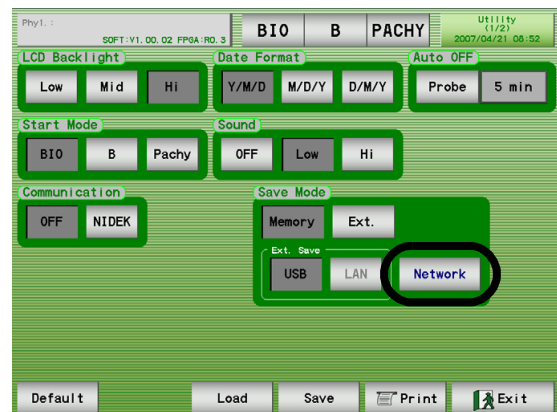 Phy1. :
SOFT:V1.00.02 FPGA:R0.3
BIO B PACHY
Utility
(1/2)
2007/04/21 08:52
LCD Backlight
Low Mid Hi
Date Format
Y/M/D M/D/Y D/M/Y
Auto OFF
Probe 5 min
Start Mode
BIO B Pachy
Sound
OFF Low Hi
Communication
OFF NIDEK
Save Mode
Memory Ext.
Ext. Save
USB LAN
Network
Default Load Save Print Exit